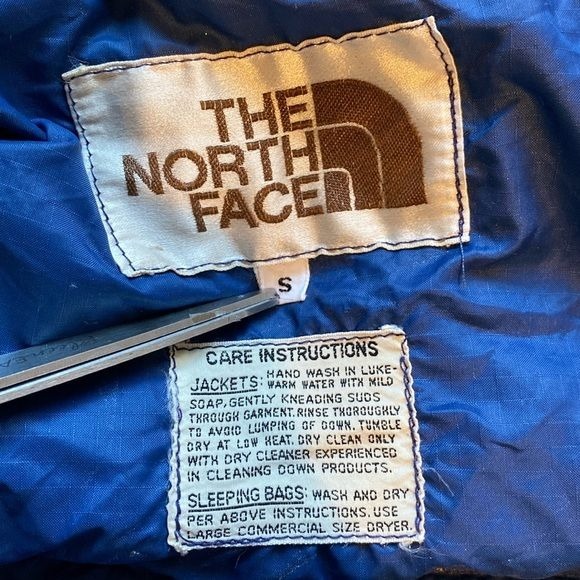 THE
NORTH
FACE
S
CARE INSTRUCTIONS
JACKETS: HAND WASH IN LUKE-
WARM WATER WITH MILD
SOAP, GENTLY KNEADING SUDS
THROUGH GARMENT. RINSE THOROUGHLY
TO AVOID LUMPING OF DOWN. TUMBLE
DRY AT LOW HEAT. DRY CLEAN ONLY
WITH DRY CLEANER EXPERIENCED
IN CLEANING DOWN PRODUCTS.
SLEEPING BAGS: WASH AND DRY
PER ABOVE INSTRUCTIONS. USE
LARGE COMMERCIAL SIZE DRYER.